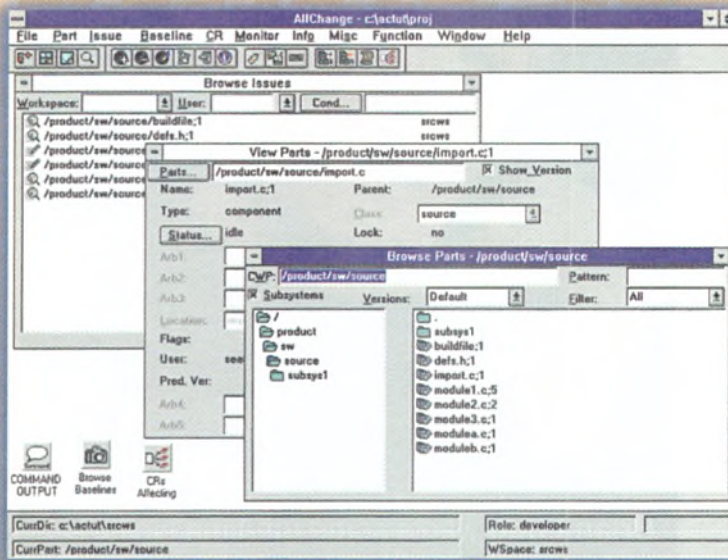 AllChange - c:\actut\proj
File Part Issue Baseline CR Monitor Info Misc Function Window Help
Browse Issues
Workspace: User: Cond...
/product/sw/source/buildfile;1 srcws
/product/sw/source/defs.h;1 srcws
/product/sw/source
/product/sw/source
/product/sw/source
/product/sw/source
View Parts - /product/sw/source/import.c;1
Parts... /product/sw/source/import.c Show_Version
Name: import.c;1 Parent: /product/sw/source
Type: component Class: source
Status... idle Lock: no
Arb1:
Arb2:
Arb3:
Location:
Flags:
User: see
Pred. Ver:
Arb4:
Arb5:
Browse Parts - /product/sw/source
CWP: /product/sw/source Pattern:
Subsystems Versions: Default Filter: All
/
product
sw
source
subsys1
.
subsys1
buildfile;1
defs.h;1
import.c;1
module1.c;5
module2.c;2
module3.c;1
modulea.c;1
moduleb.c;1
COMMAND OUTPUT
Browse Baselines
CRs Affecting
CurDir: c:\actut\srcws Role: developer
CurPart: /product/sw/source WSpace: srcws